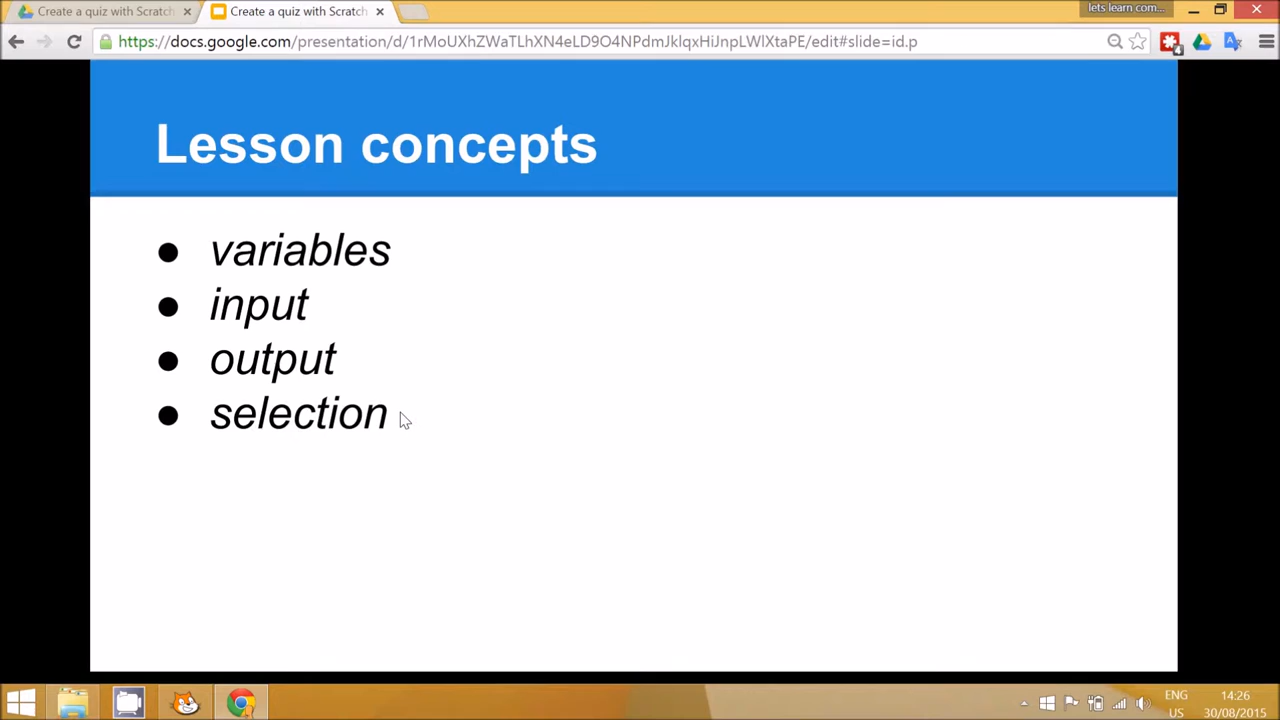 Create a quiz with Scratch
Create a quiz with Scratch
lets learn com...
https://docs.google.com/presentation/d/1rMoUXhZWaTLhXN4eLD9O4NPdmJklqxHiJnpLWlXtaPE/edit#slide=id.p
4
Lesson concepts
● variables
● input
● output
● selection
ENG
US
14:26
30/08/2015